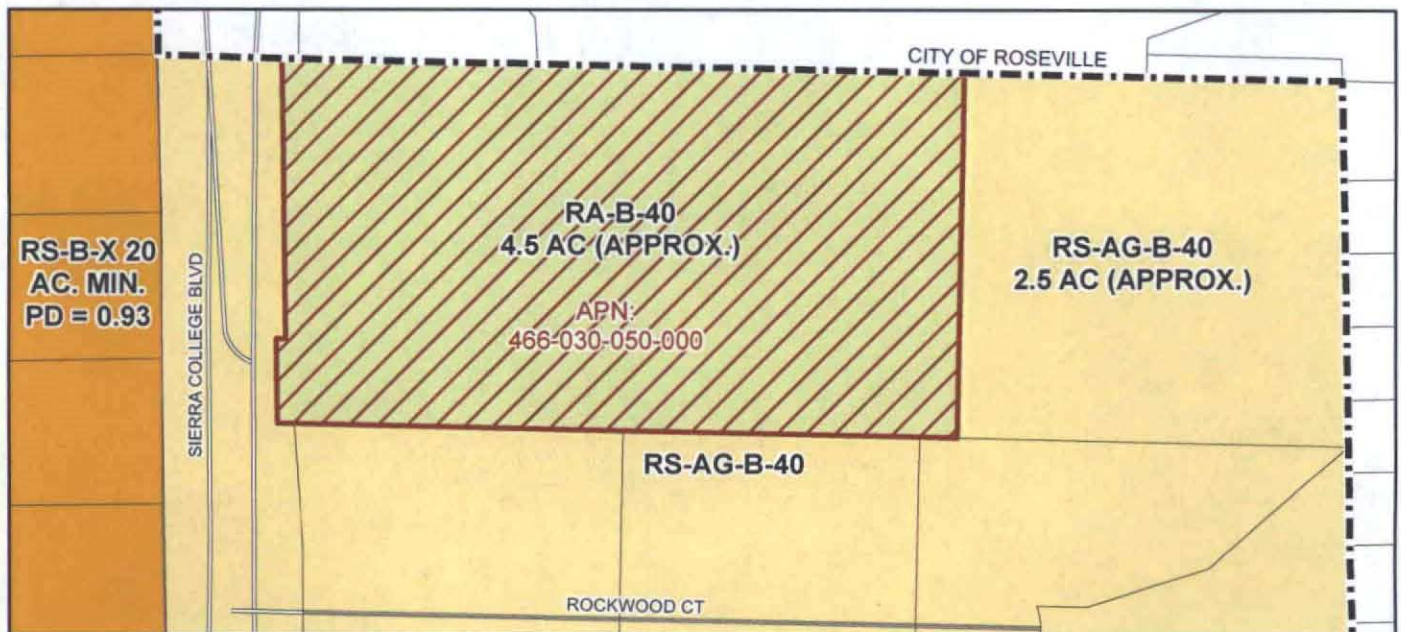 CITY OF ROSEVILLE
RS-B-X 20
AC. MIN.
PD = 0.93
SIERRA COLLEGE BLVD
RA-B-40
4.5 AC (APPROX.)
APN:
466-030-050-000
RS-AG-B-40
2.5 AC (APPROX.)
RS-AG-B-40
ROCKWOOD CT